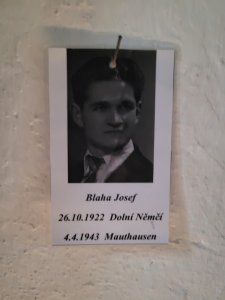 Blaha Josef
26.10.1922 Dolní Němčí
4.4.1943 Mauthausen